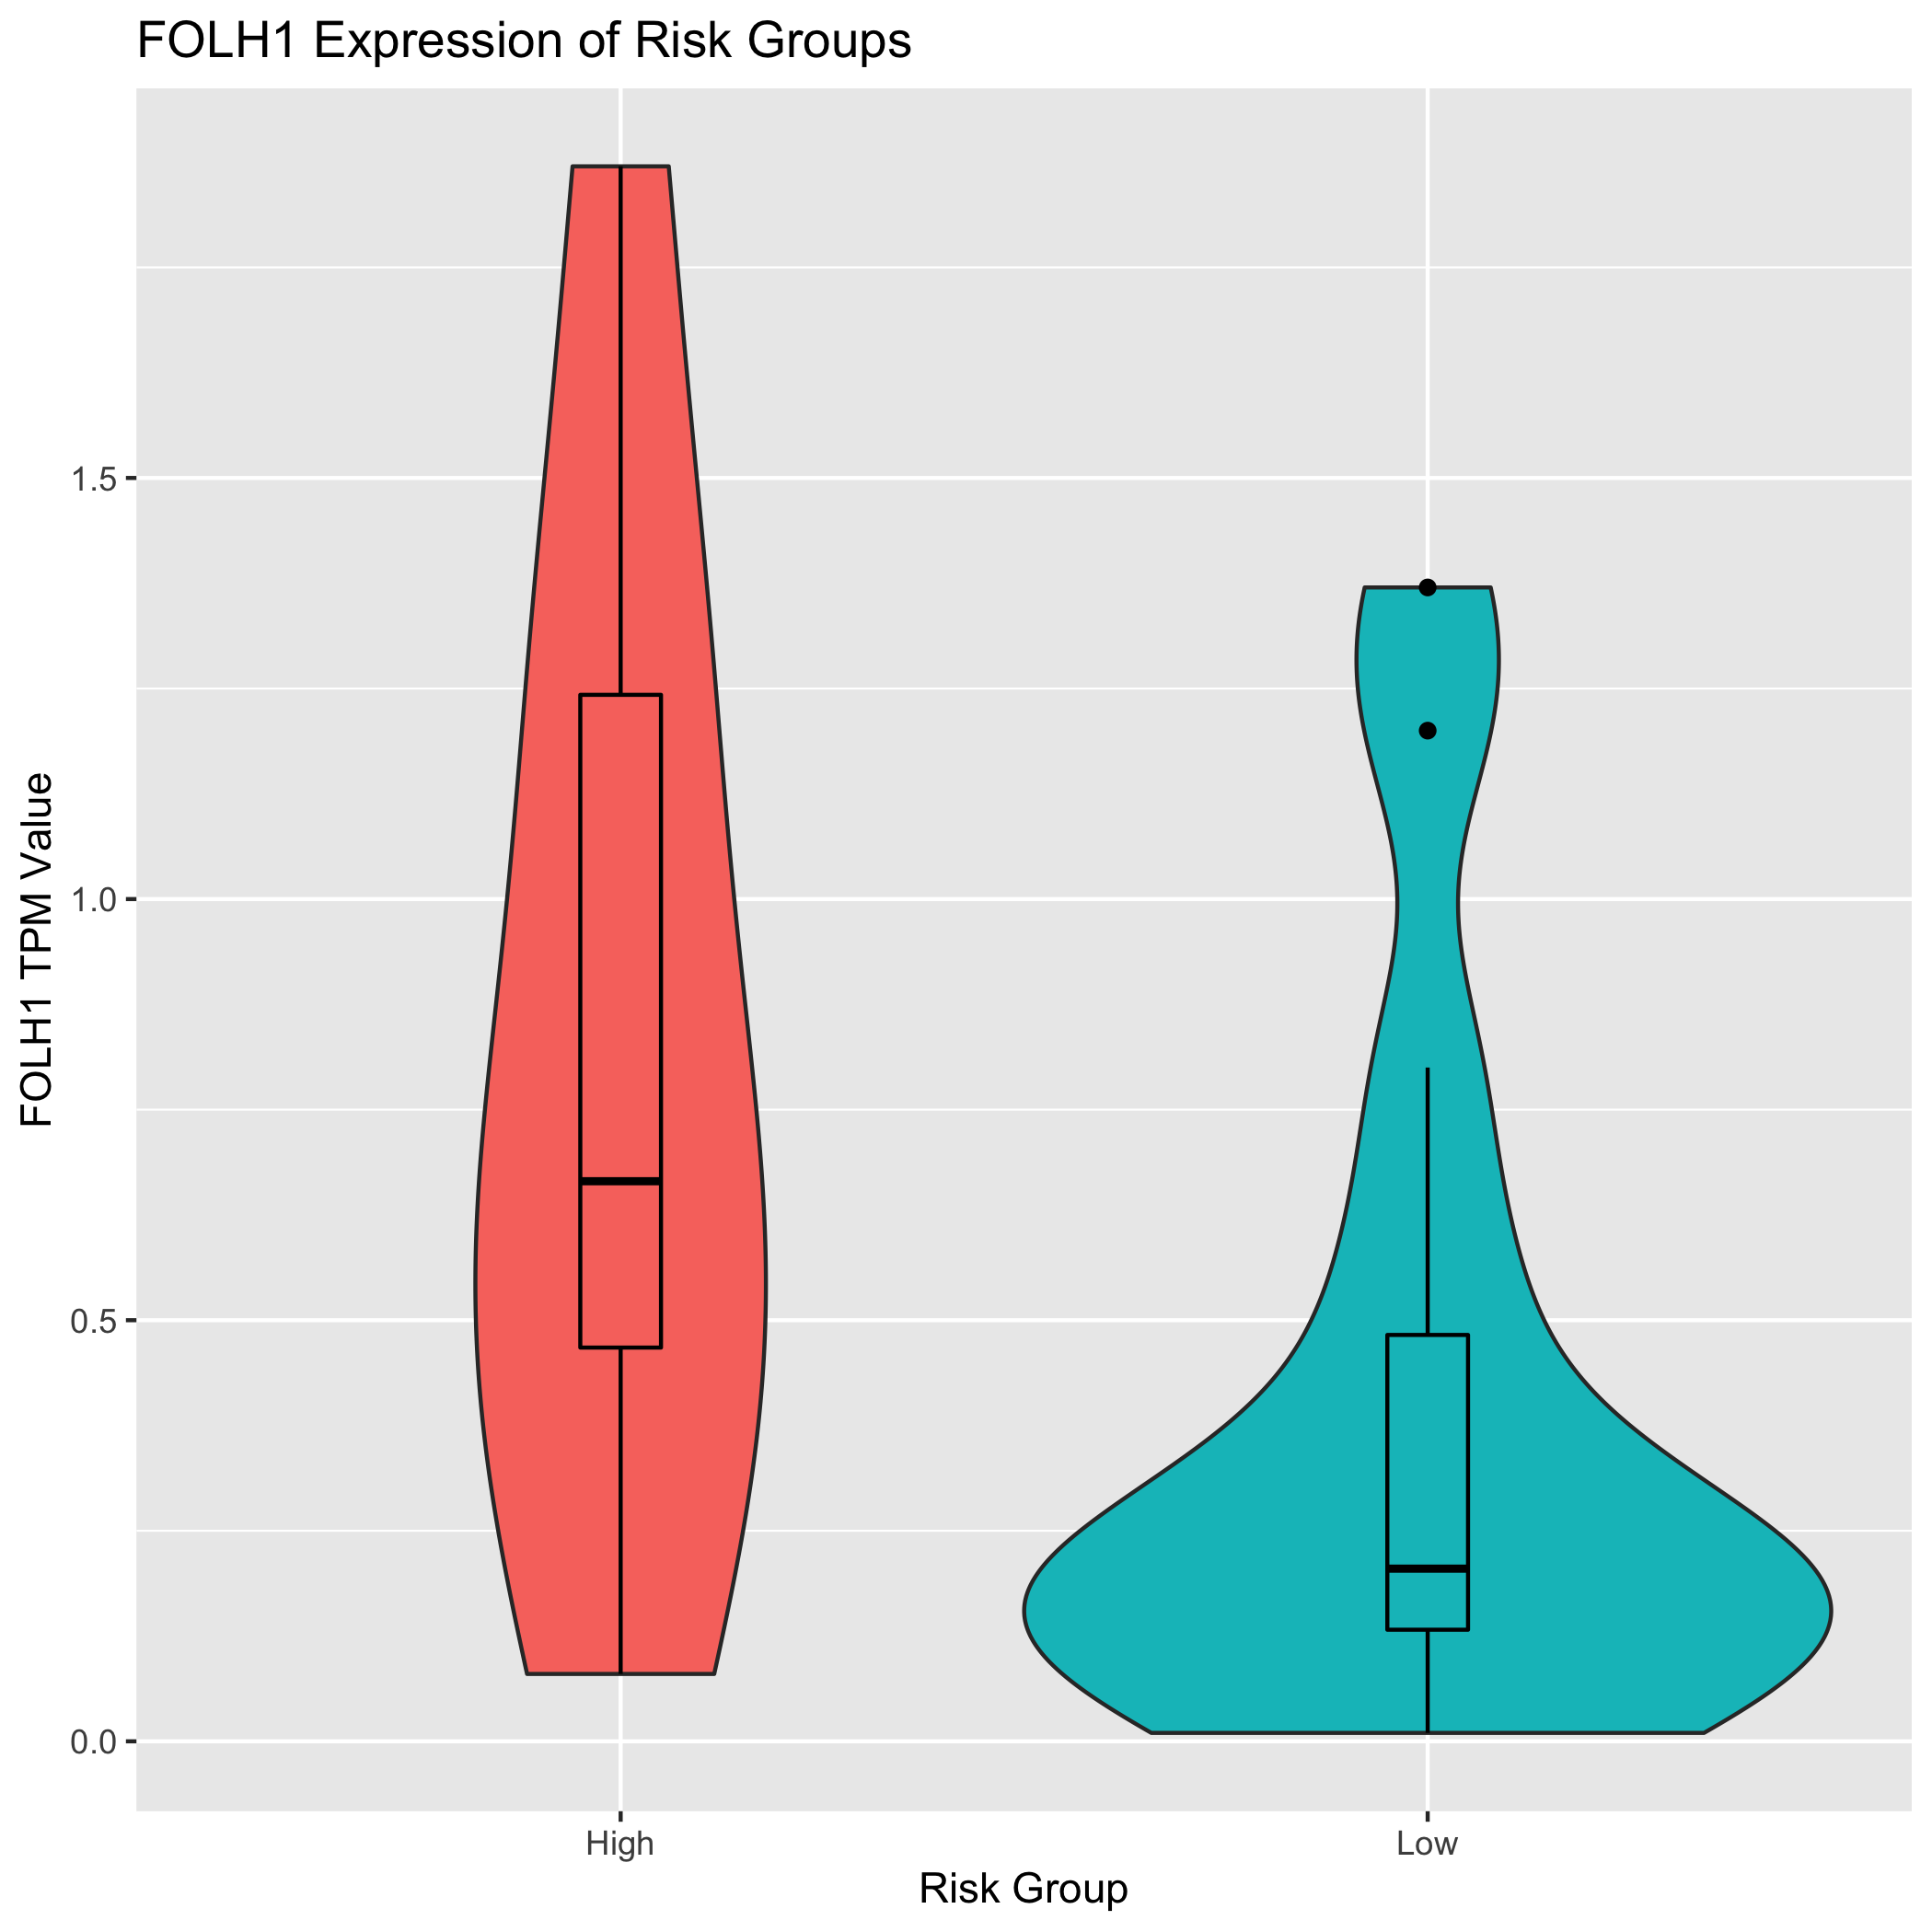 FOLH1 Expression of Risk Groups
FOLH1 TPM Value
1.5
1.0
0.5
0.0
High Low
Risk Group